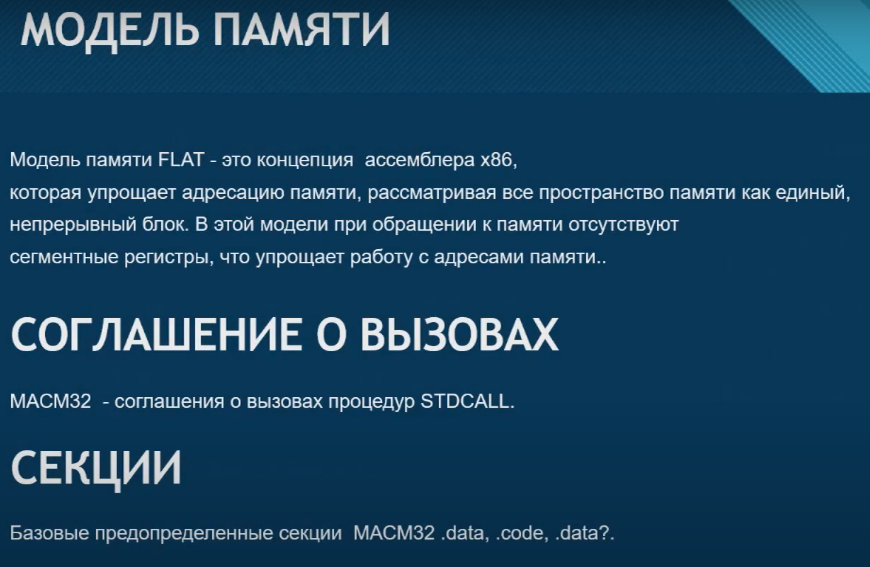 МОДЕЛЬ ПАМЯТИ
Модель памяти FLAT - это концепция ассемблера x86,
которая упрощает адресацию памяти, рассматривая все пространство памяти как единый,
непрерывный блок. В этой модели при обращении к памяти отсутствуют
сегментные регистры, что упрощает работу с адресами памяти..
СОГЛАШЕНИЕ О ВЫЗОВАХ
МАСМ32 - соглашения о вызовах процедур STDCALL.
СЕКЦИИ
Базовые предопределенные секции МАСМ32 .data, .code, .data?.